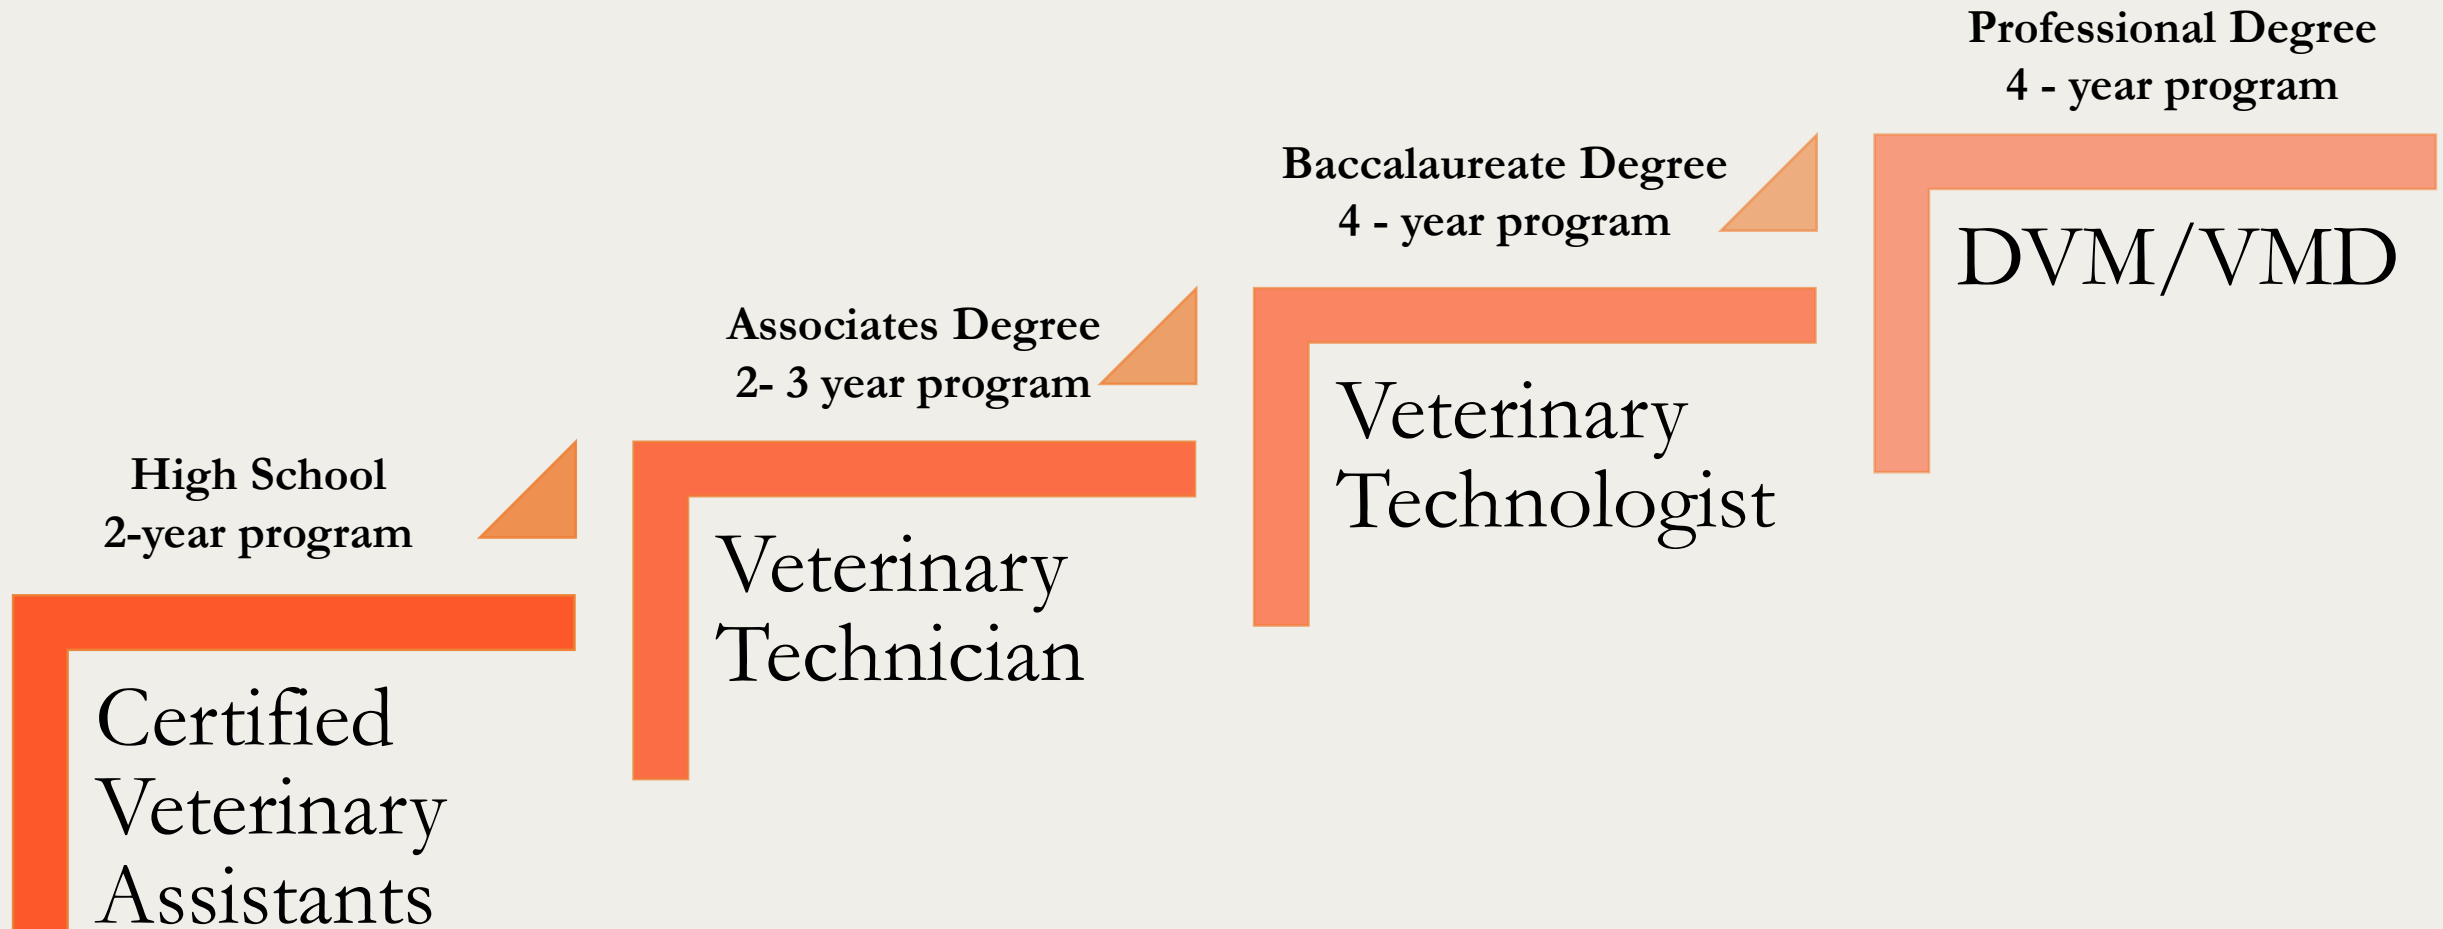 High School
2-year program
Certified
Veterinary
Assistants
Associates Degree
2- 3 year program
Veterinary
Technician
Baccalaureate Degree
4 - year program
Veterinary
Technologist
Professional Degree
4 - year program
DVM/VMD